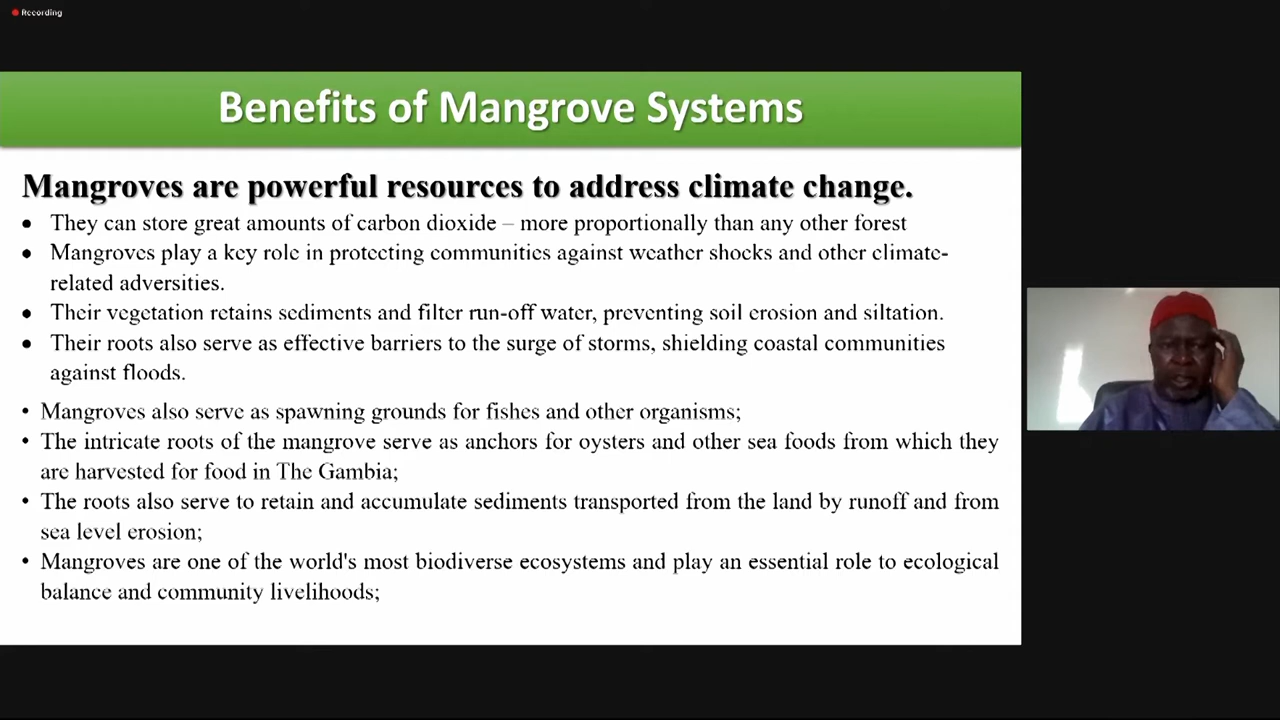 Recording
Benefits of Mangrove Systems
Mangroves are powerful resources to address climate change.
• They can store great amounts of carbon dioxide – more proportionally than any other forest
• Mangroves play a key role in protecting communities against weather shocks and other climate-
related adversities.
• Their vegetation retains sediments and filter run-off water, preventing soil erosion and siltation.
• Their roots also serve as effective barriers to the surge of storms, shielding coastal communities
against floods.
• Mangroves also serve as spawning grounds for fishes and other organisms;
• The intricate roots of the mangrove serve as anchors for oysters and other sea foods from which they
are harvested for food in The Gambia;
• The roots also serve to retain and accumulate sediments transported from the land by runoff and from
sea level erosion;
• Mangroves are one of the world's most biodiverse ecosystems and play an essential role to ecological
balance and community livelihoods;